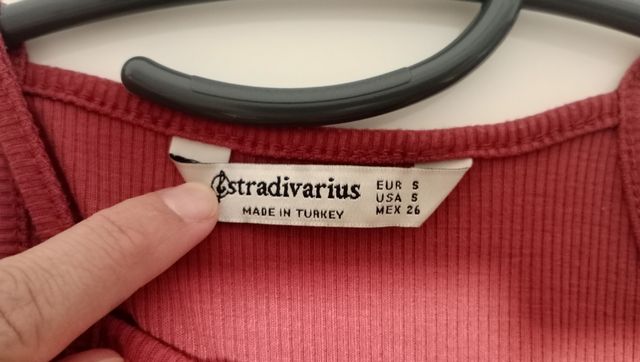 stradivarius
MADE IN TURKEY
EUR S
USA S
MEX 26